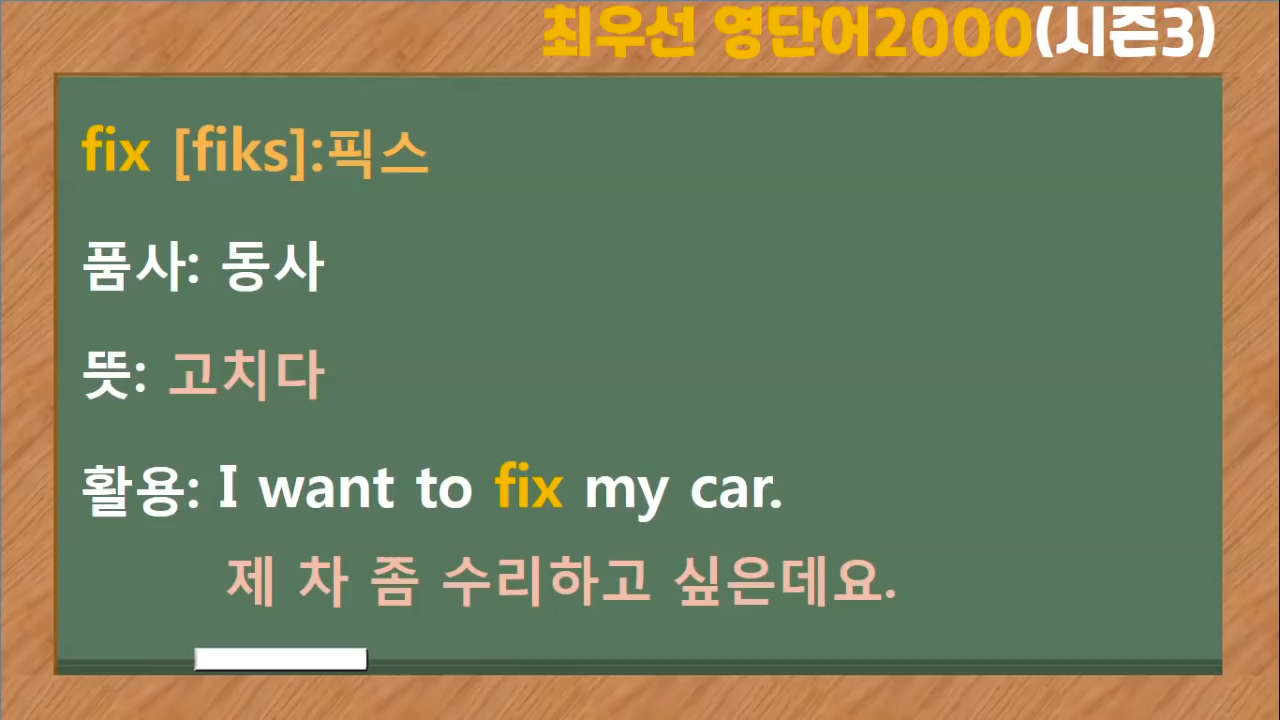 최우선 영단어2000(시즌3)
fix [fiks]:픽스
품사: 동사
뜻: 고치다
활용: I want to fix my car.
제 차 좀 수리하고 싶은데요.